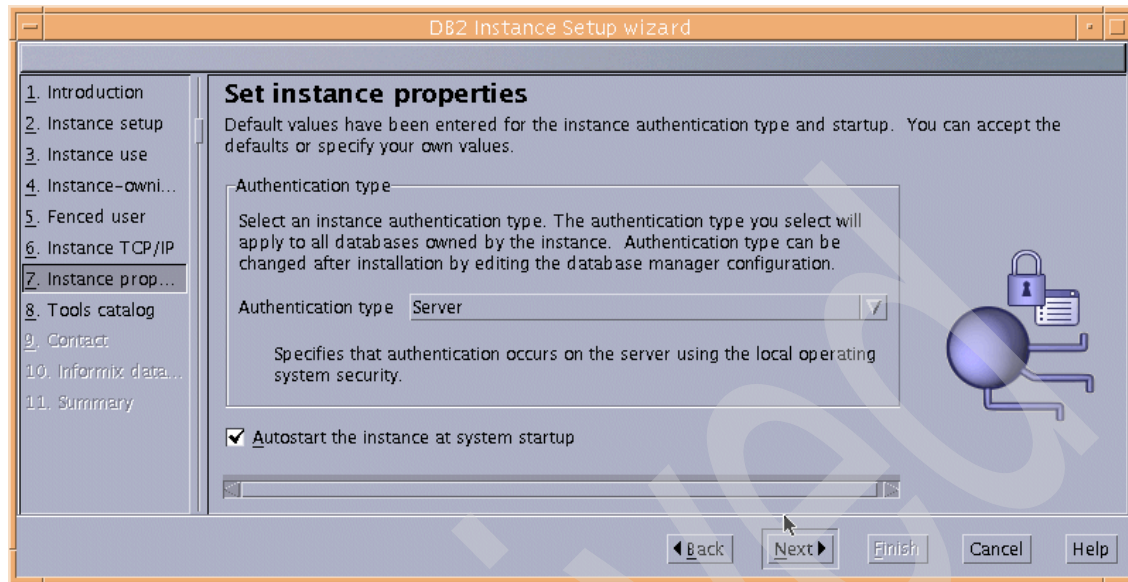 DB2 Instance Setup wizard
1. Introduction
2. Instance setup
3. Instance use
4. Instance-owni...
5. Fenced user
6. Instance TCP/IP
7. Instance prop...
8. Tools catalog
9. Contact
10. Informix data...
11. Summary
Set instance properties
Default values have been entered for the instance authentication type and startup. You can accept the
defaults or specify your own values.
Authentication type
Select an instance authentication type. The authentication type you select will
apply to all databases owned by the instance. Authentication type can be
changed after installation by editing the database manager configuration.
Authentication type Server
Specifies that authentication occurs on the server using the local operating
system security.
Autostart the instance at system startup
Back Next Finish Cancel Help